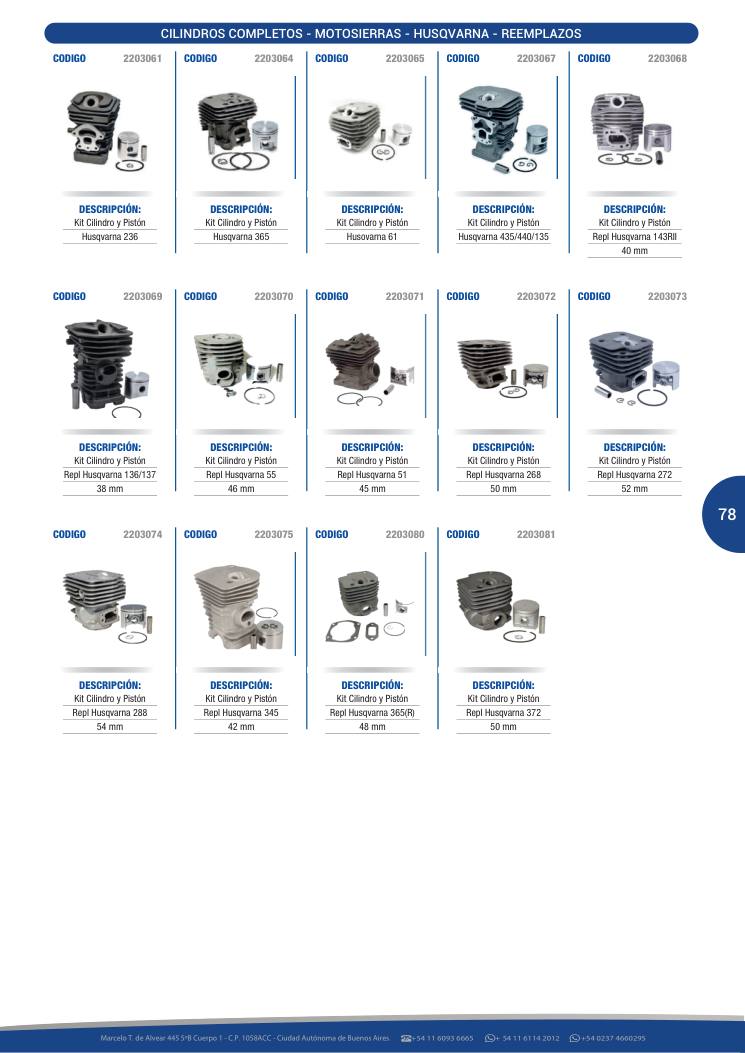 CILINDROS COMPLETOS - MOTOSIERRAS - HUSQVARNA - REEMPLAZOS
CODIGO 2203061
DESCRIPCIÓN:
Kit Cilindro y Pistón
Husqvarna 236
CODIGO 2203064
DESCRIPCIÓN:
Kit Cilindro y Pistón
Husqvarna 365
CODIGO 2203065
DESCRIPCIÓN:
Kit Cilindro y Pistón
Husovarna 61
CODIGO 2203067
DESCRIPCIÓN:
Kit Cilindro y Pistón
Husqvarna 435/440/135
CODIGO 2203068
DESCRIPCIÓN:
Kit Cilindro y Pistón
Repl Husqvarna 143RII
40 mm
CODIGO 2203069
DESCRIPCIÓN:
Kit Cilindro y Pistón
Repl Husqvarna 136/137
38 mm
CODIGO 2203070
DESCRIPCIÓN:
Kit Cilindro y Pistón
Repl Husqvarna 55
46 mm
CODIGO 2203071
DESCRIPCIÓN:
Kit Cilindro y Pistón
Repl Husqvarna 51
45 mm
CODIGO 2203072
DESCRIPCIÓN:
Kit Cilindro y Pistón
Repl Husqvarna 268
50 mm
CODIGO 2203073
DESCRIPCIÓN:
Kit Cilindro y Pistón
Repl Husqvarna 272
52 mm
78
CODIGO 2203074
DESCRIPCIÓN:
Kit Cilindro y Pistón
Repl Husqvarna 288
54 mm
CODIGO 2203075
DESCRIPCIÓN:
Kit Cilindro y Pistón
Repl Husqvarna 345
42 mm
CODIGO 2203080
DESCRIPCIÓN:
Kit Cilindro y Pistón
Repl Husqvarna 365(R)
48 mm
CODIGO 2203081
DESCRIPCIÓN:
Kit Cilindro y Pistón
Repl Husqvarna 372
50 mm
Marcelo T. de Alvear 445 5ºB Cuerpo 1 - C.P. 1058ACC - Ciudad Autónoma de Buenos Aires. +54 11 6093 6665 + 54 11 6114 2012 +54 0237 4660295